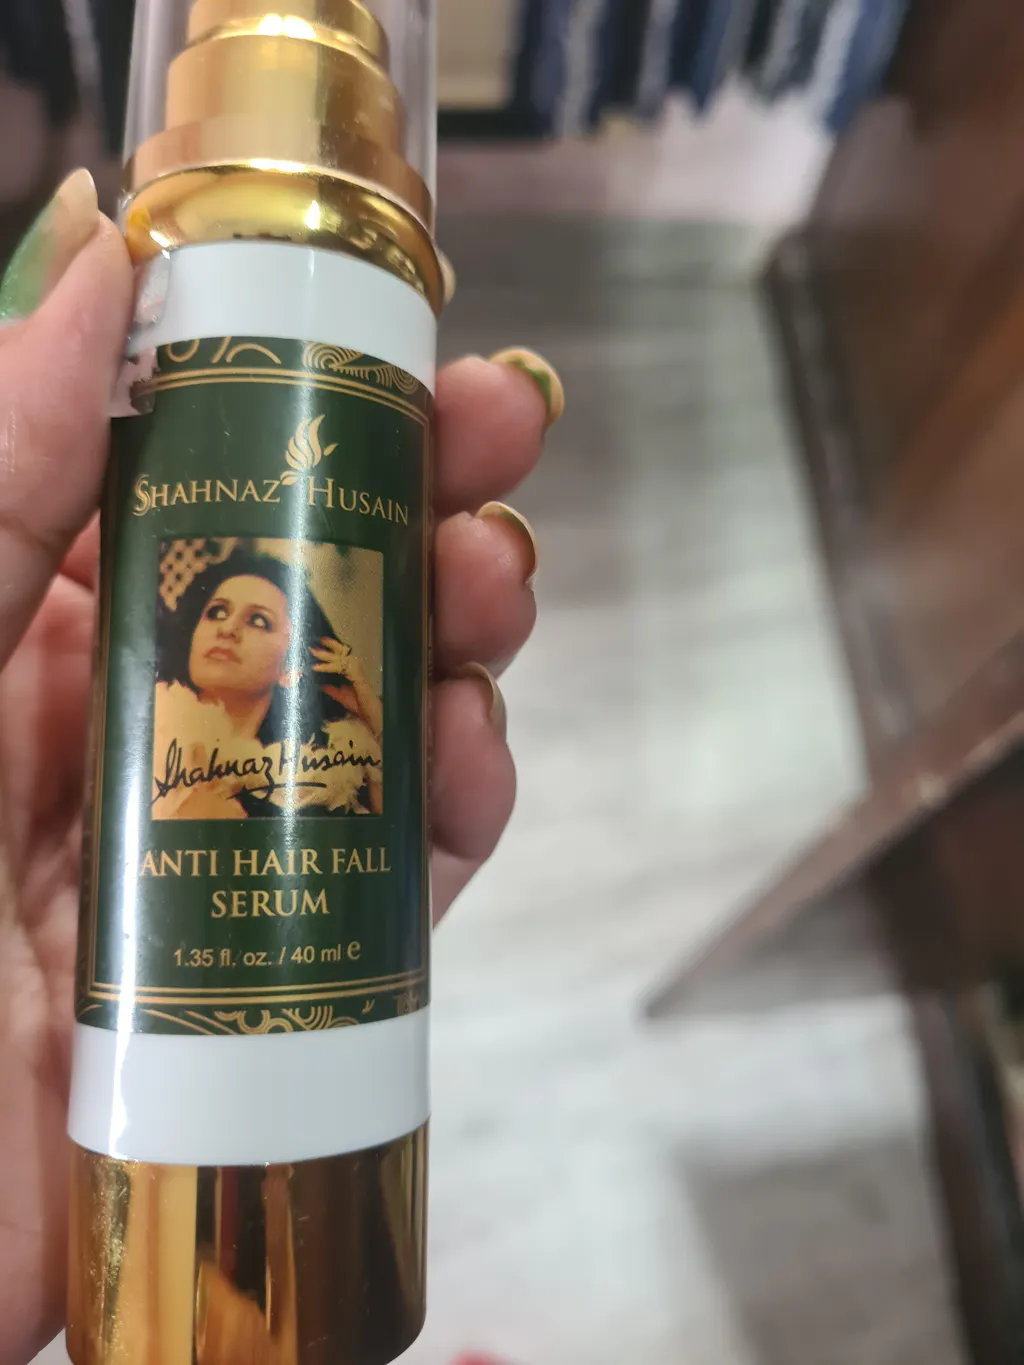 SHAHNAZ HUSAIN
Shahnaz Husain
ANTI HAIR FALL
SERUM
1.35 fl. oz. / 40 ml e